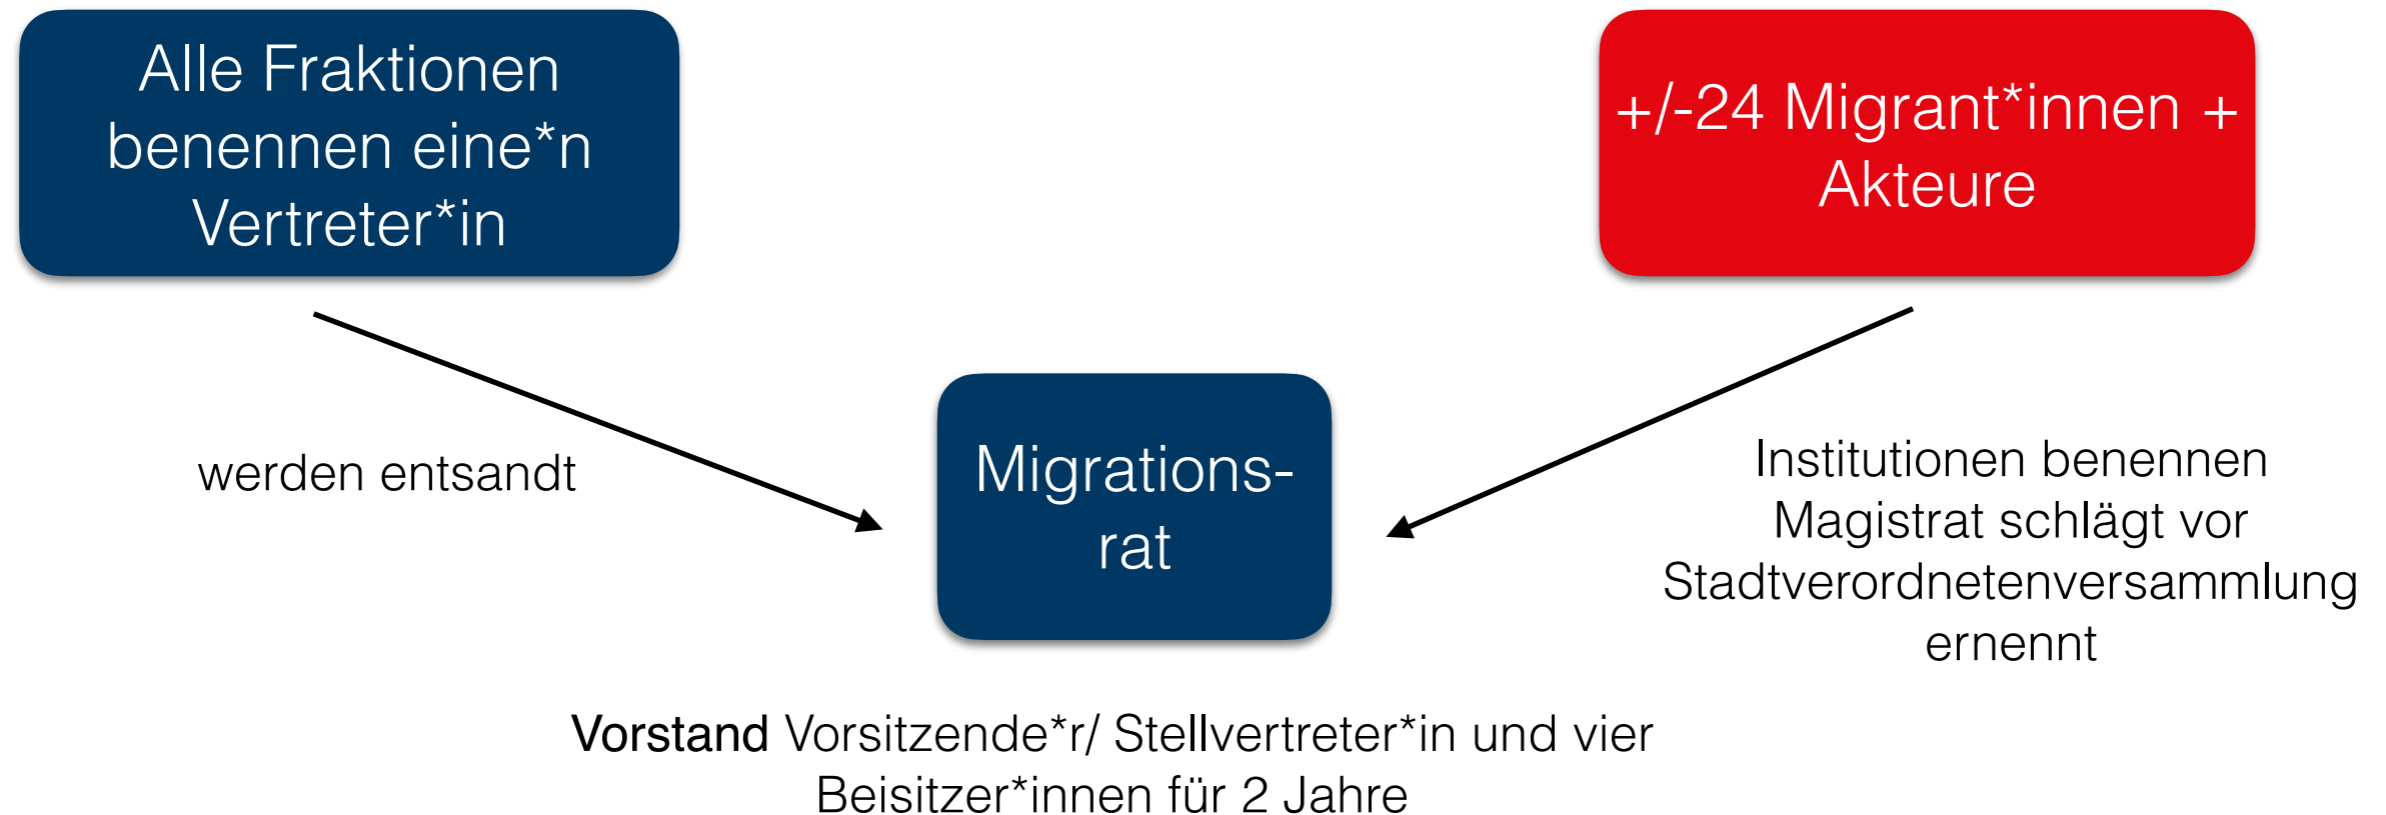 Alle Fraktionen
benennen eine*n
Vertreter*in
+/-24 Migrant*innen +
Akteure
werden entsandt
Migrations-
rat
Institutionen benennen
Magistrat schlägt vor
Stadtverordnetenversammlung
ernennt
Vorstand Vorsitzende*r/ Stellvertreter*in und vier
Beisitzer*innen für 2 Jahre